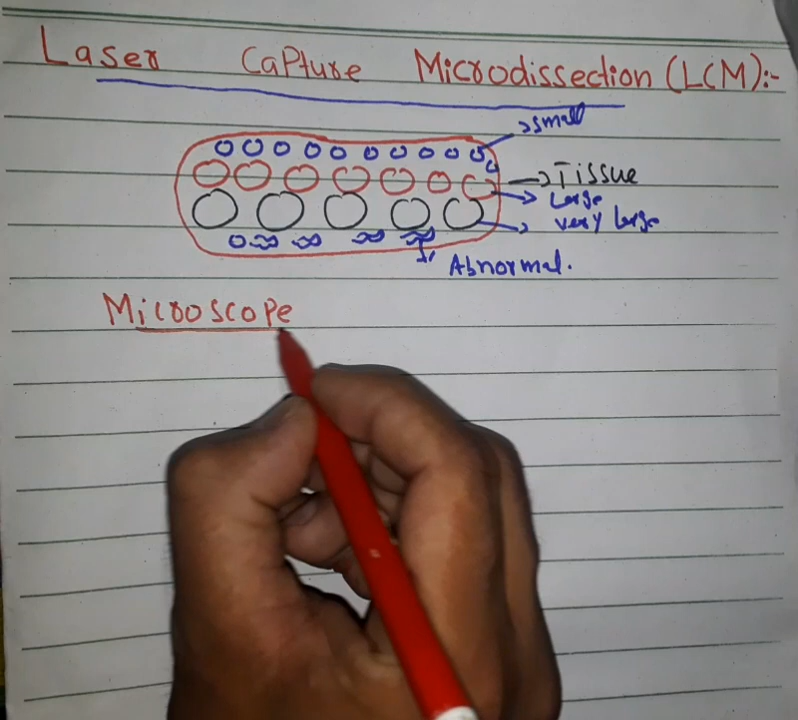 Laser Capture Microdissection (LCM):-
small
Tissue
Large
very large
Abnormal.
Microscope